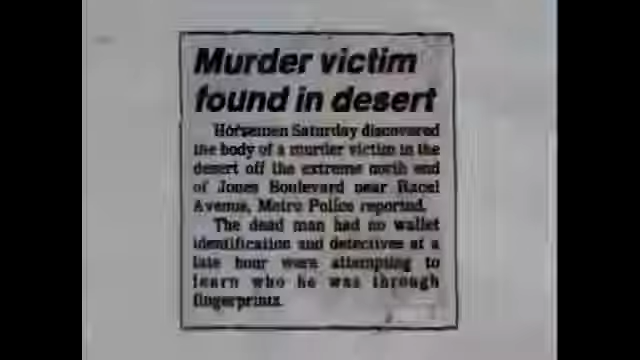 Murder victim
found in desert
Horsemen Saturday discovered
the body of a murder victim in the
desert off the extreme north end
of Jones Boulevard near Racel
Avenue, Metro Police reported.
The dead man had no wallet
identification and detectives at a
late hour were attempting to
learn who he was through
fingerprints.